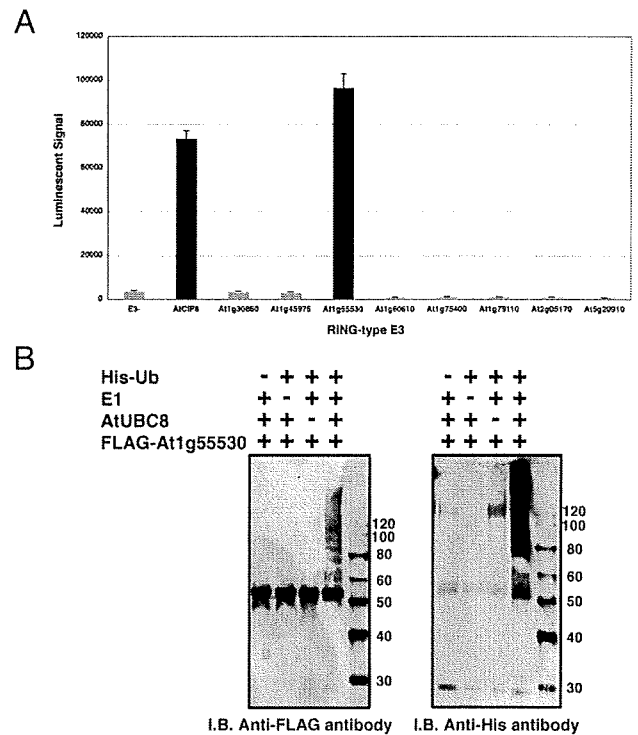 A
120000
100000
80000
60000
40000
20000
0
Luminescent Signal
E3- AtCIP8 At1g30860 At1g45975 At1g55530 At1g60610 At1g75400 At1g79110 At2g05170 At5g20910
RING-type E3
B
His-Ub - + + + - + + +
E1 + - + + + - + +
AtUBC8 + + - + + + - +
FLAG-At1g55530 + + + + + + + +
120 120
100 100
80 80
60 60
50 50
40 40
30 30
I.B. Anti-FLAG antibody I.B. Anti-His antibody